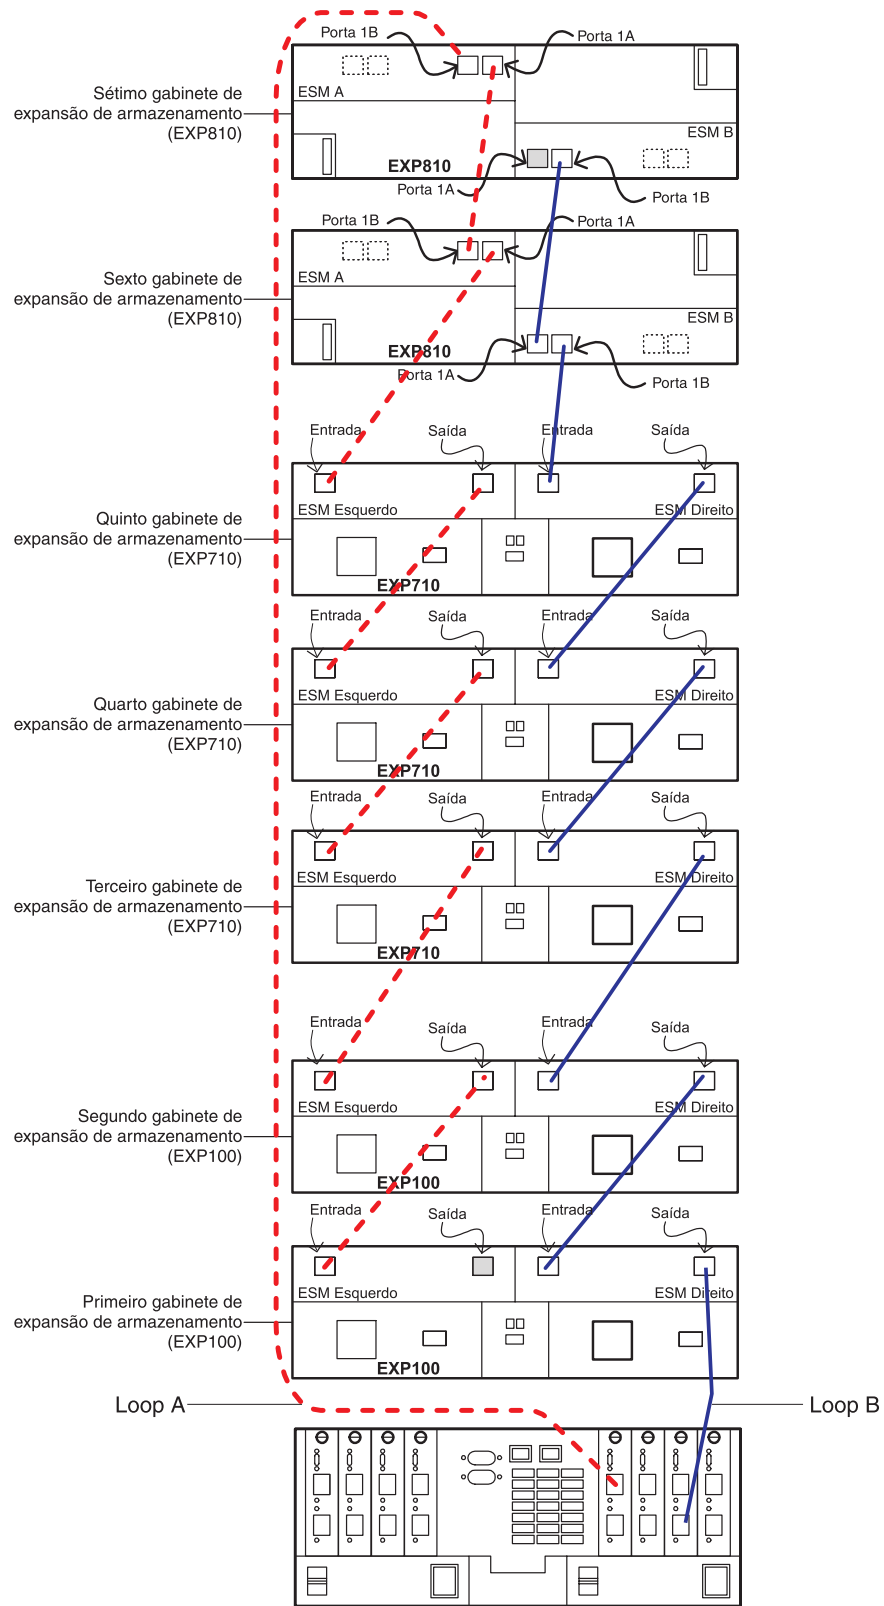 Porta 1B
Porta 1A
ESM A
Sétimo gabinete de
expansão de armazenamento
(EXP810)
ESM B
EXP810
Porta 1A
Porta 1B
Porta 1B
Porta 1A
ESM A
Sexto gabinete de
expansão de armazenamento
(EXP810)
ESM B
EXP810
Porta 1A
Porta 1B
Entrada
Saída
Entrada
Saída
ESM Esquerdo
ESM Direito
Quinto gabinete de
expansão de armazenamento
(EXP710)
EXP710
Entrada
Saída
Entrada
Saída
ESM Esquerdo
ESM Direito
Quarto gabinete de
expansão de armazenamento
(EXP710)
EXP710
Entrada
Saída
Entrada
Saída
ESM Esquerdo
ESM Direito
Terceiro gabinete de
expansão de armazenamento
(EXP710)
EXP710
Entrada
Saída
Entrada
Saída
ESM Esquerdo
ESM Direito
Segundo gabinete de
expansão de armazenamento
(EXP100)
EXP100
Entrada
Saída
Entrada
Saída
ESM Esquerdo
ESM Direito
Primeiro gabinete de
expansão de armazenamento
(EXP100)
EXP100
Loop A
Loop B